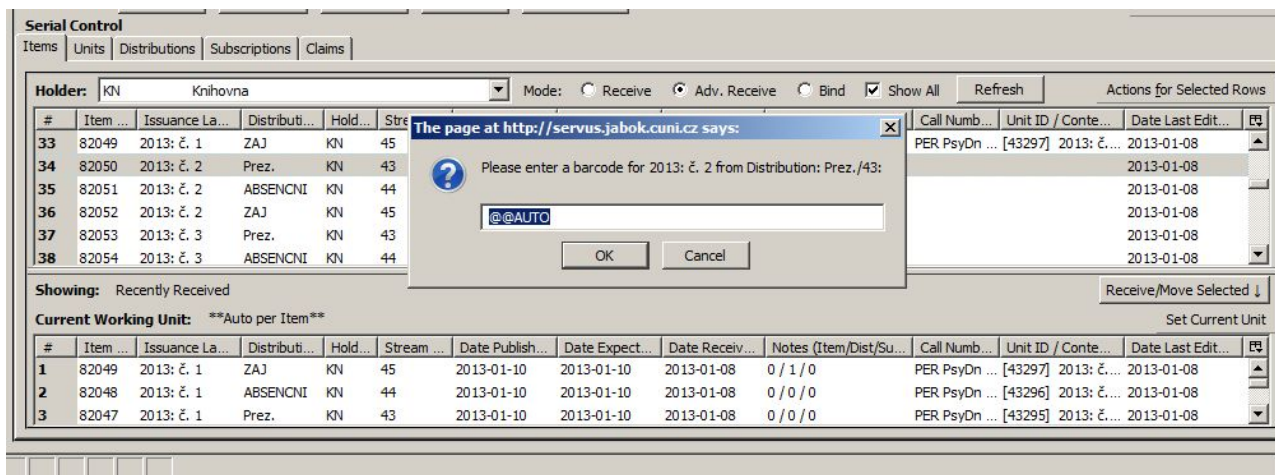 Serial Control
Items Units Distributions Subscriptions Claims
Holder: KN Knihovna Mode: Receive Adv. Receive Bind Show All Refresh Actions for Selected Rows
# Item ... Issuance La... Distributi... Hold... Call Numb... Unit ID / Conte... Date Last Edit...
33 82049 2013: č. 1 ZAJ KN 45 PER PsyDn ... [43297] 2013: č.... 2013-01-08
34 82050 2013: č. 2 Prez. KN 43 2013-01-08
35 82051 2013: č. 2 ABSENCNI KN 44 2013-01-08
36 82052 2013: č. 2 ZAJ KN 45 2013-01-08
37 82053 2013: č. 3 Prez. KN 43 2013-01-08
38 82054 2013: č. 3 ABSENCNI KN 44 2013-01-08
The page at http://servus.jabok.cuni.cz says:
Please enter a barcode for 2013: č. 2 from Distribution: Prez./43:
@@AUTO
OK Cancel
Showing: Recently Received Receive/Move Selected ↓
Current Working Unit: **Auto per Item** Set Current Unit
# Item ... Issuance La... Distributi... Hold... Stream ... Date Publish... Date Expect... Date Receiv... Notes (Item/Dist/Su... Call Numb... Unit ID / Conte... Date Last Edit...
1 82049 2013: č. 1 ZAJ KN 45 2013-01-10 2013-01-10 2013-01-08 0 / 1 / 0 PER PsyDn ... [43297] 2013: č.... 2013-01-08
2 82048 2013: č. 1 ABSENCNI KN 44 2013-01-10 2013-01-10 2013-01-08 0 / 0 / 0 PER PsyDn ... [43296] 2013: č.... 2013-01-08
3 82047 2013: č. 1 Prez. KN 43 2013-01-10 2013-01-10 2013-01-08 0 / 0 / 0 PER PsyDn ... [43295] 2013: č.... 2013-01-08